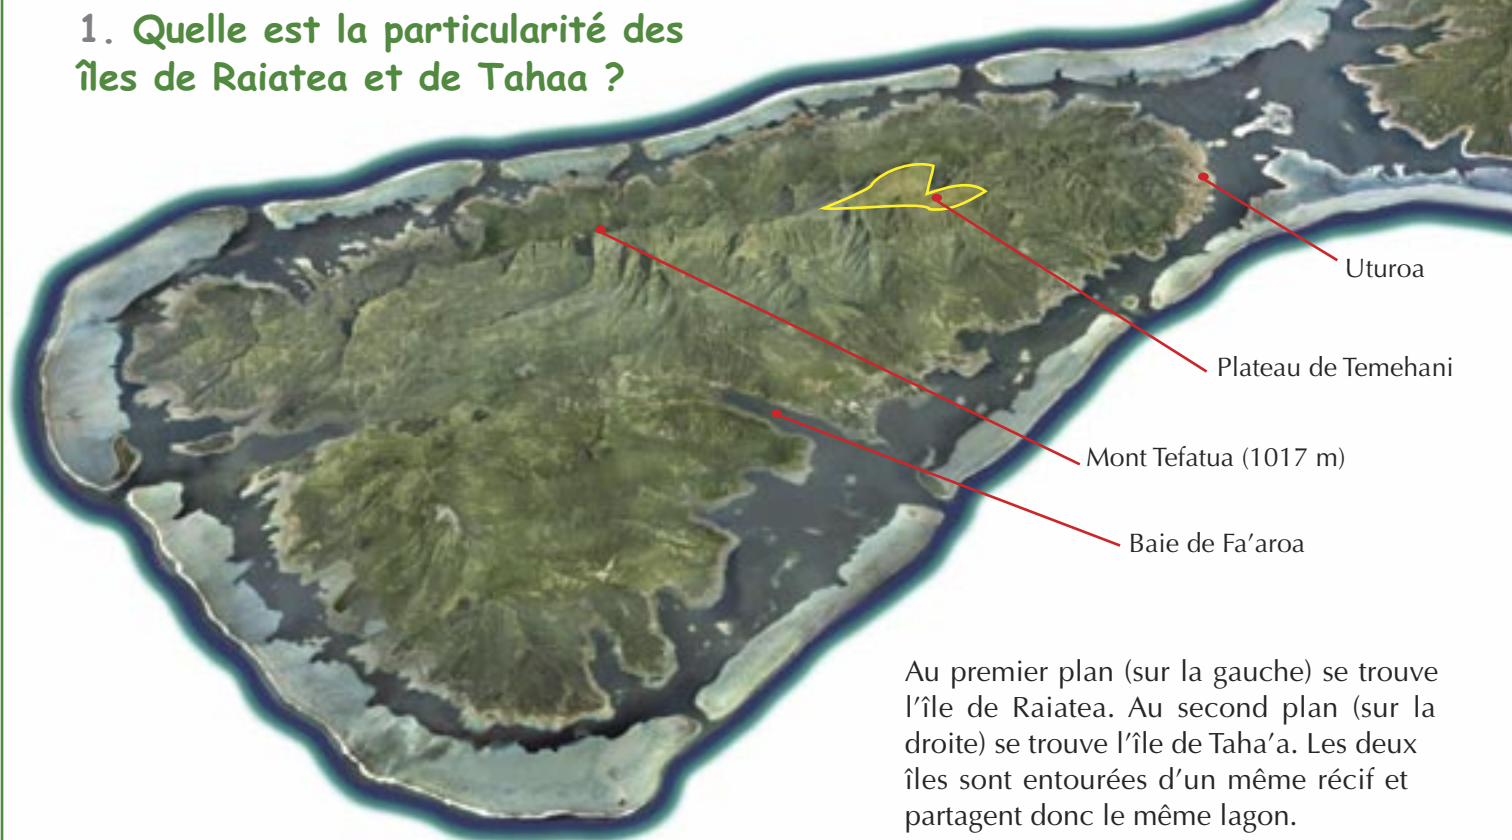 1. Quelle est la particularité des
îles de Raiatea et de Tahaa ?
Uturoa
Plateau de Temehani
Mont Tefatua (1017 m)
Baie de Fa’aroa
Au premier plan (sur la gauche) se trouve
l’île de Raiatea. Au second plan (sur la
droite) se trouve l’île de Taha’a. Les deux
îles sont entourées d’un même récif et
partagent donc le même lagon.